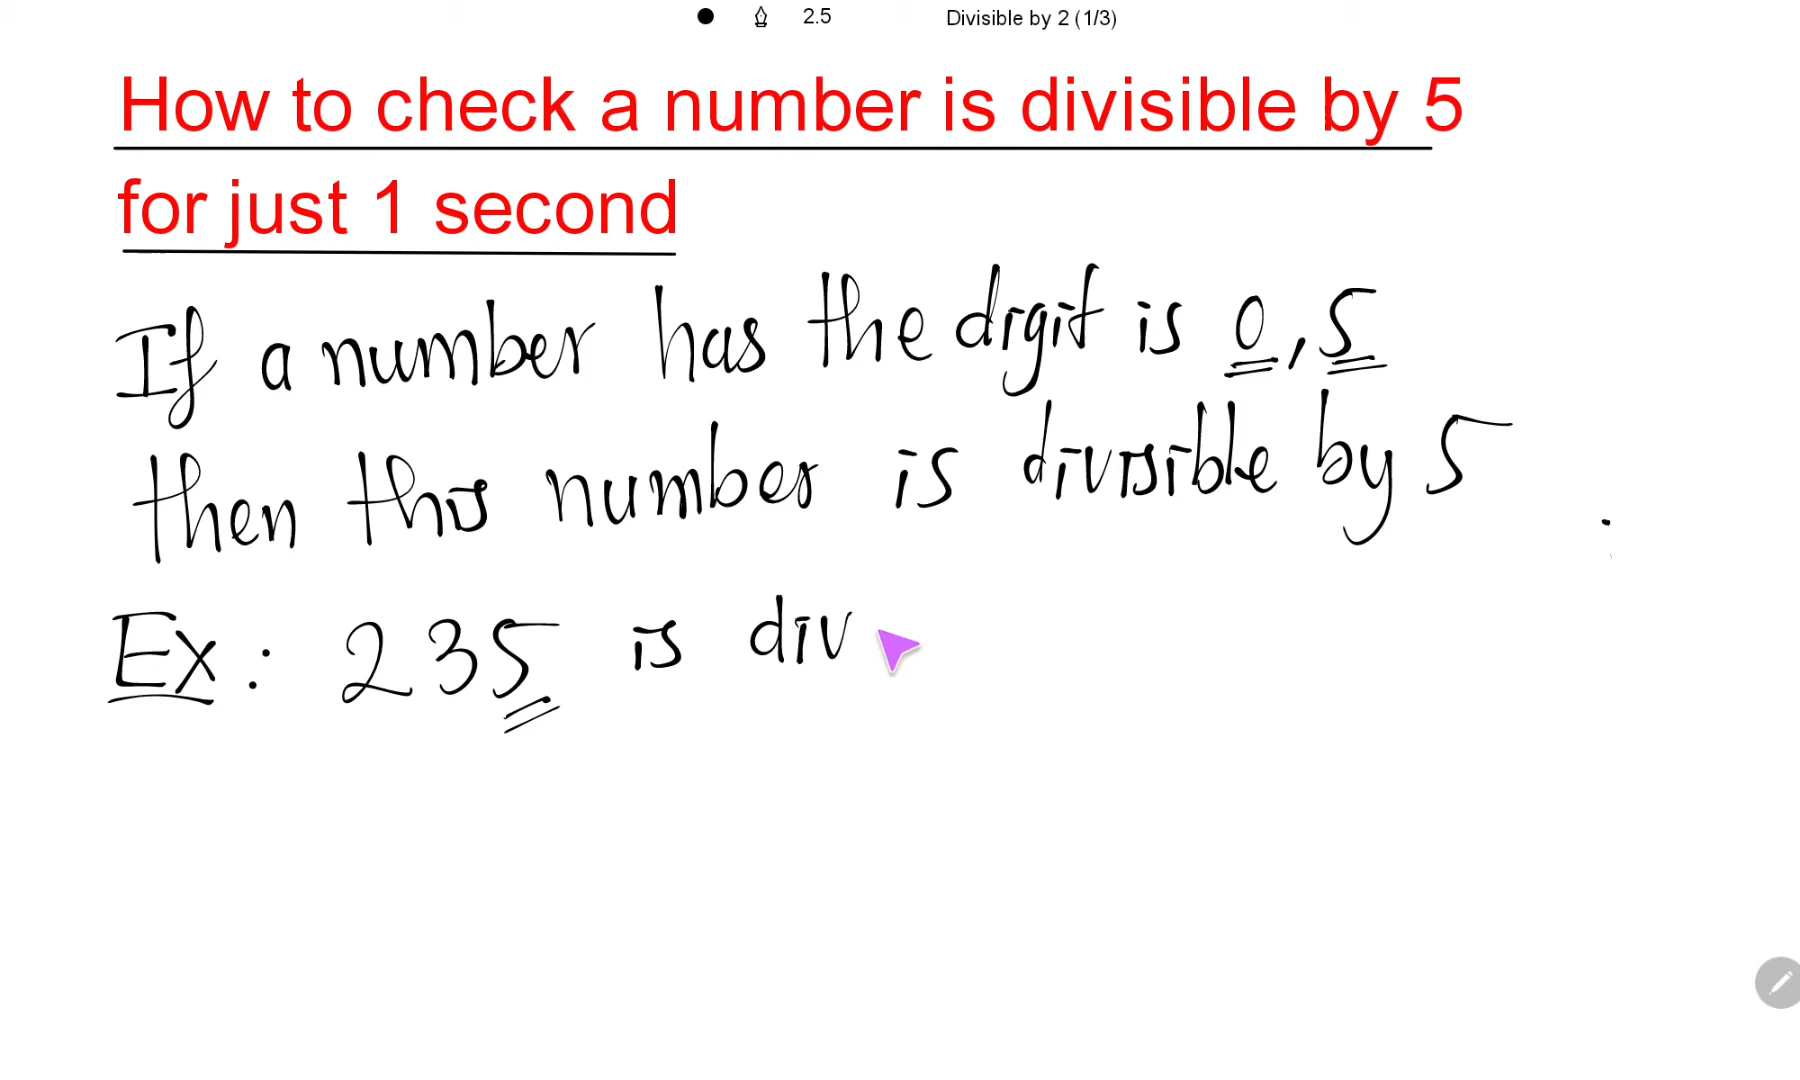 2.5 Divisible by 2 (1/3)
How to check a number is divisible by 5
for just 1 second
If a number has the digit is 0, 5
then this number is divisible by 5
Ex: 235 is div